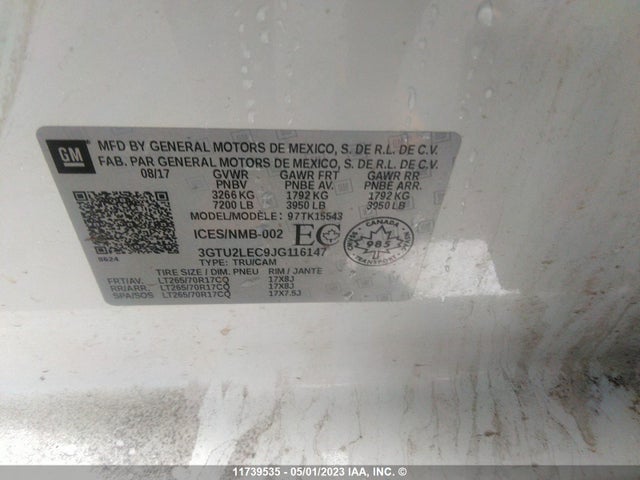 GM
MFD BY GENERAL MOTORS DE MEXICO, S. DE R.L. DE C.V.
FAB. PAR GENERAL MOTORS DE MEXICO, S. DE R.L. DE C.V.
08/17 GVWR GAWR FRT GAWR RR
PNBV PNBE AV. PNBE ARR.
3266 KG 1792 KG 1792 KG
7200 LB 3950 LB 3950 LB
MODEL/MODÈLE: 97TK15543
ICES/NMB-002 EC
CANADA
985
TRANSPORT
3GTU2LEC9JG116147
8624
TYPE: TRU/CAM
TIRE SIZE / DIM. PNEU RIM / JANTE
FRT/AV. LT265/70R17CQ 17X8J
RR/ARR. LT265/70R17CQ 17X8J
SPA/SOS LT265/70R17CQ 17X7.5J
11739535 - 05/01/2023 IAA, INC. ©